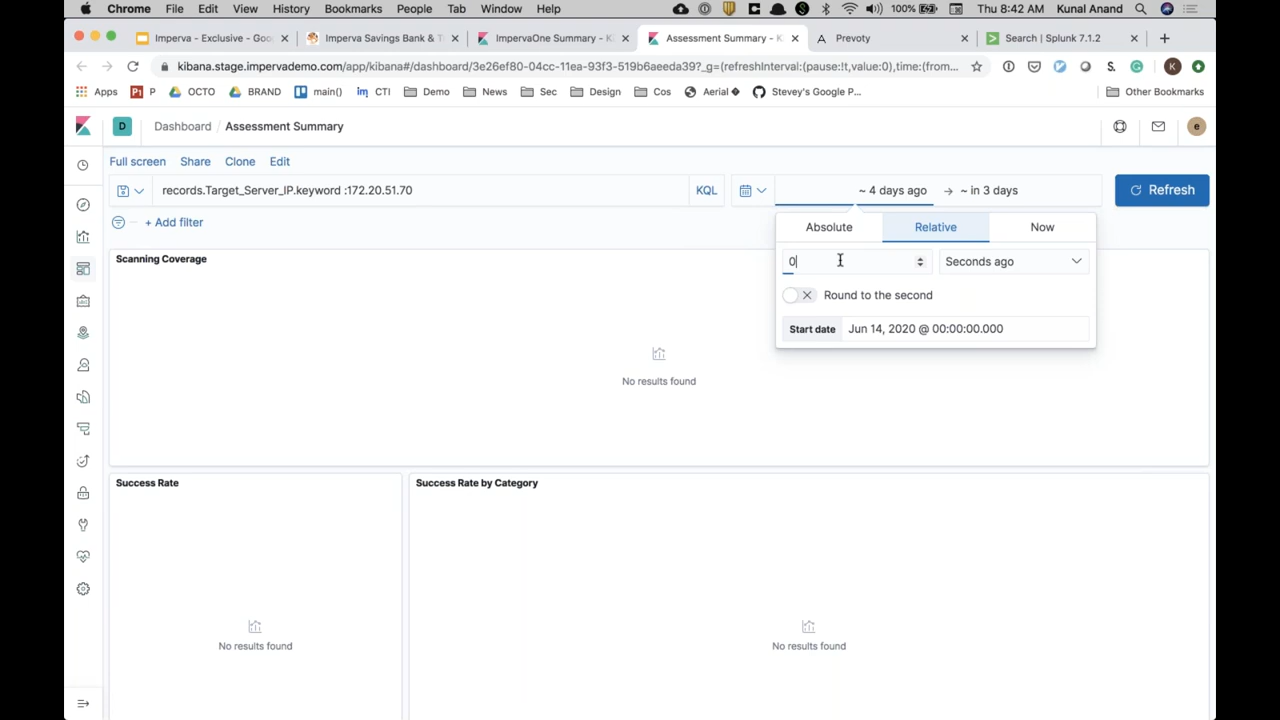 Chrome File Edit View History Bookmarks People Tab Window Help 100% Thu 8:42 AM Kunal Anand
Imperva - Exclusive - Goo
Imperva Savings Bank & T
ImpervaOne Summary - K
Assessment Summary - K
Prevoty
Search | Splunk 7.1.2
kibana.stage.impervademo.com/app/kibana#/dashboard/3e26ef80-04cc-11ea-93f3-519b6aeeda39?_g=(refreshInterval:(pause:!t,value:0),time:(from...
Apps P OCTO BRAND main() CTI Demo News Sec Design Cos Aerial Stevey's Google P... Other Bookmarks
D Dashboard / Assessment Summary e
Full screen Share Clone Edit
records.Target_Server_IP.keyword :172.20.51.70 KQL ~ 4 days ago → ~ in 3 days Refresh
+ Add filter
Absolute Relative Now
0 Seconds ago
Round to the second
Start date Jun 14, 2020 @ 00:00:00.000
Scanning Coverage
No results found
Success Rate
No results found
Success Rate by Category
No results found